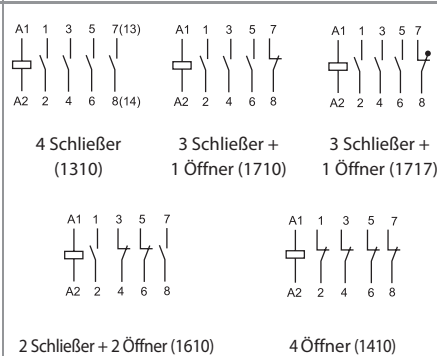 A1 1 3 5 7(13)
A2 2 4 6 8(14)
4 Schließer
(1310)
A1 1 3 5 7
A2 2 4 6 8
3 Schließer +
1 Öffner (1710)
A1 1 3 5 7
A2 2 4 6 8
3 Schließer +
1 Öffner (1717)
A1 1 3 5 7
A2 2 4 6 8
2 Schließer + 2 Öffner (1610)
A1 1 3 5 7
A2 2 4 6 8
4 Öffner (1410)